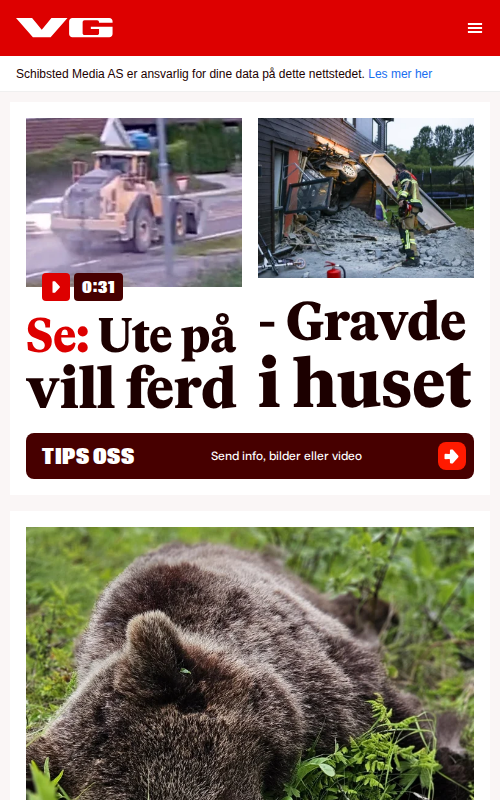 VG
Schibsted Media AS er ansvarlig for dine data på dette nettstedet. Les mer her
0:31
Se: Ute på
vill ferd
- Gravde
i huset
TIPS OSS
Send info, bilder eller video